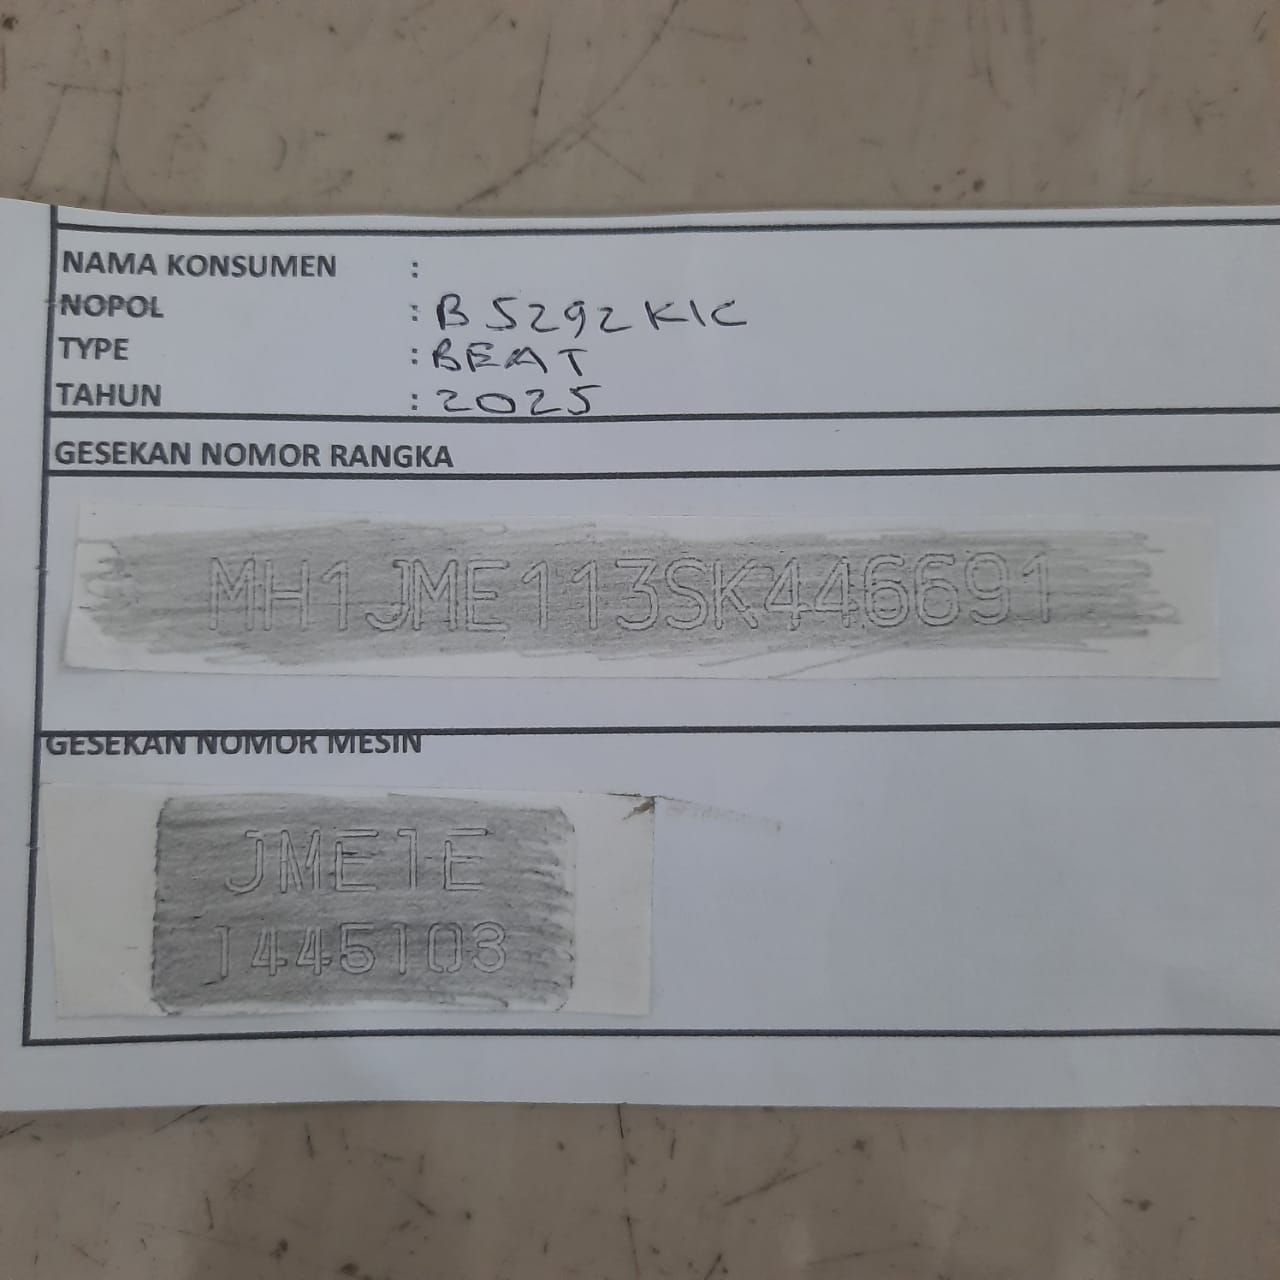 NAMA KONSUMEN :
NOPOL : B 5292 KIC
TYPE : BEAT
TAHUN : 2025
GESEKAN NOMOR RANGKA
MH1JME113SK446691
GESEKAN NOMOR MESIN
JME1E
1445103